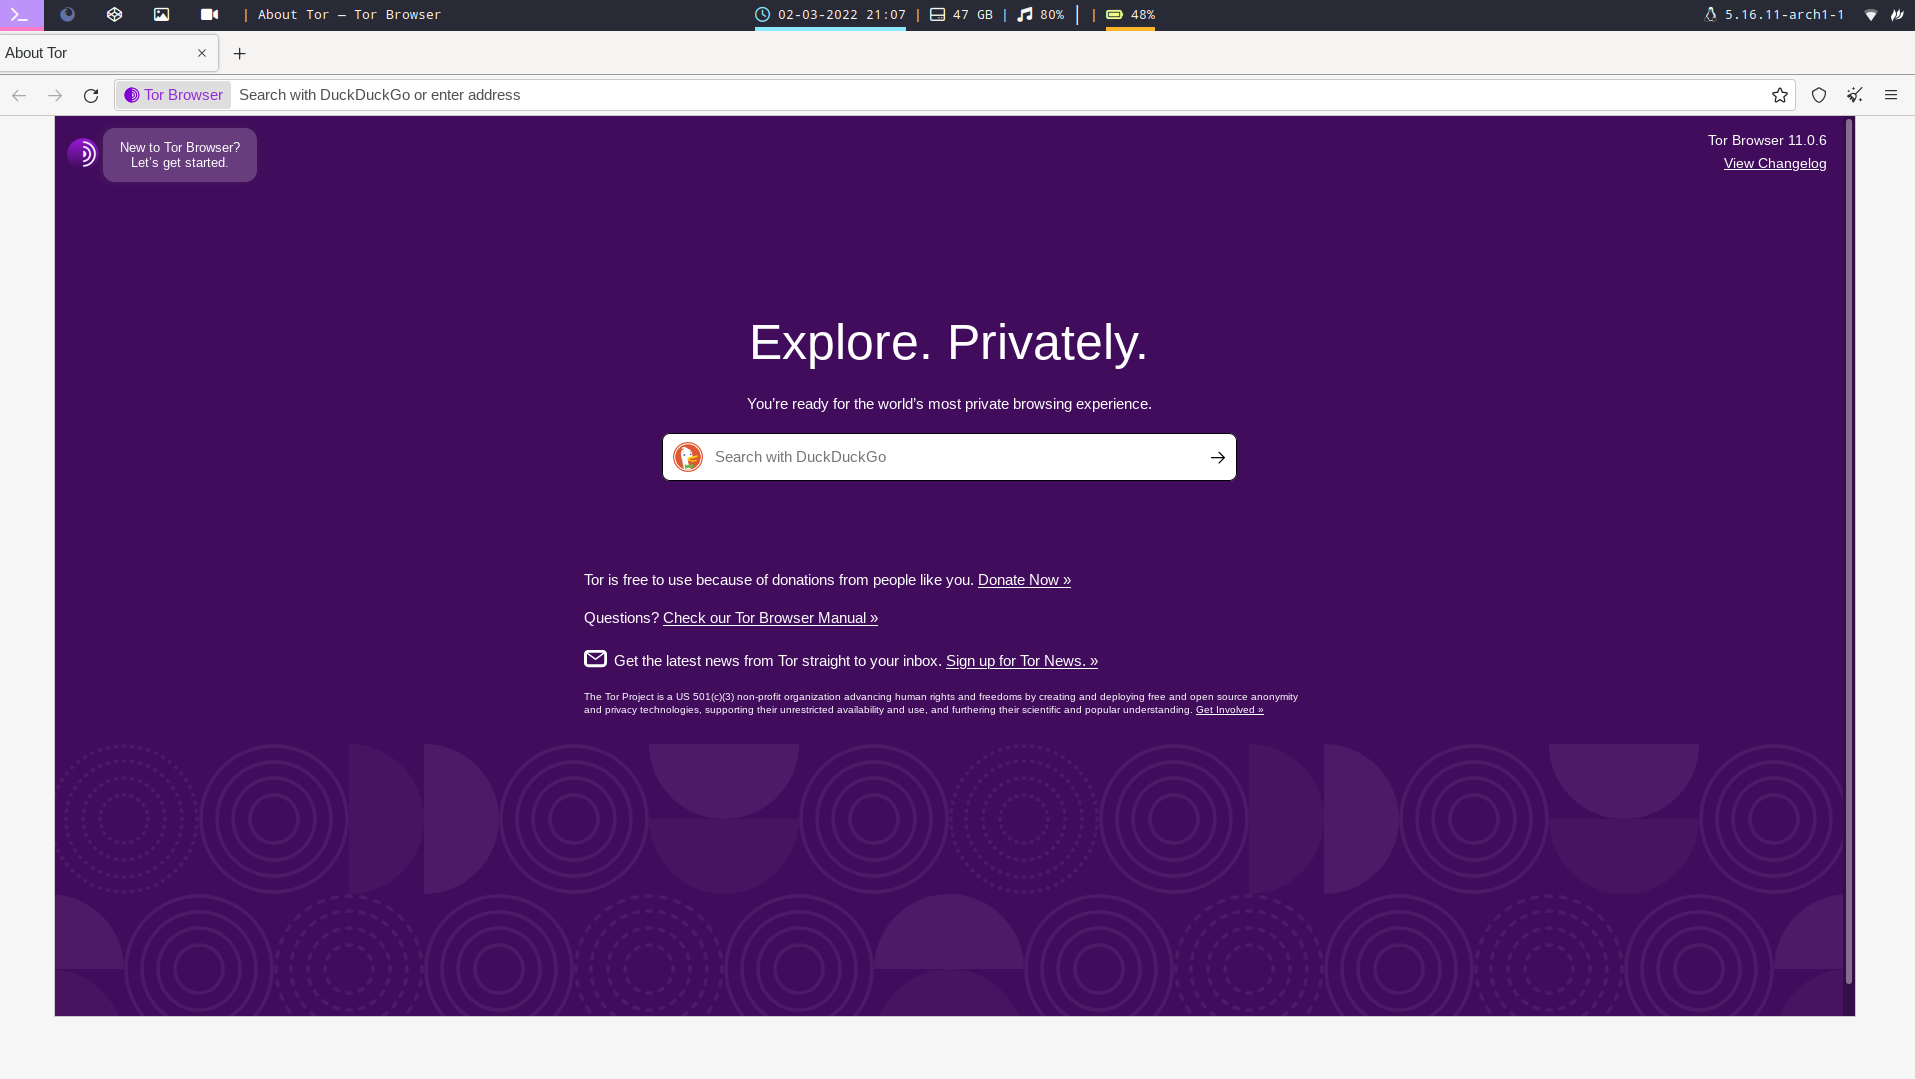 | About Tor — Tor Browser
02-03-2022 21:07 | 47 GB | 80% | | 48%
5.16.11-arch1-1
About Tor
Tor Browser
Search with DuckDuckGo or enter address
New to Tor Browser?
Let’s get started.
Tor Browser 11.0.6
View Changelog
Explore. Privately.
You’re ready for the world’s most private browsing experience.
Search with DuckDuckGo
Tor is free to use because of donations from people like you. Donate Now »
Questions? Check our Tor Browser Manual »
Get the latest news from Tor straight to your inbox. Sign up for Tor News. »
The Tor Project is a US 501(c)(3) non-profit organization advancing human rights and freedoms by creating and deploying free and open source anonymity
and privacy technologies, supporting their unrestricted availability and use, and furthering their scientific and popular understanding. Get Involved »